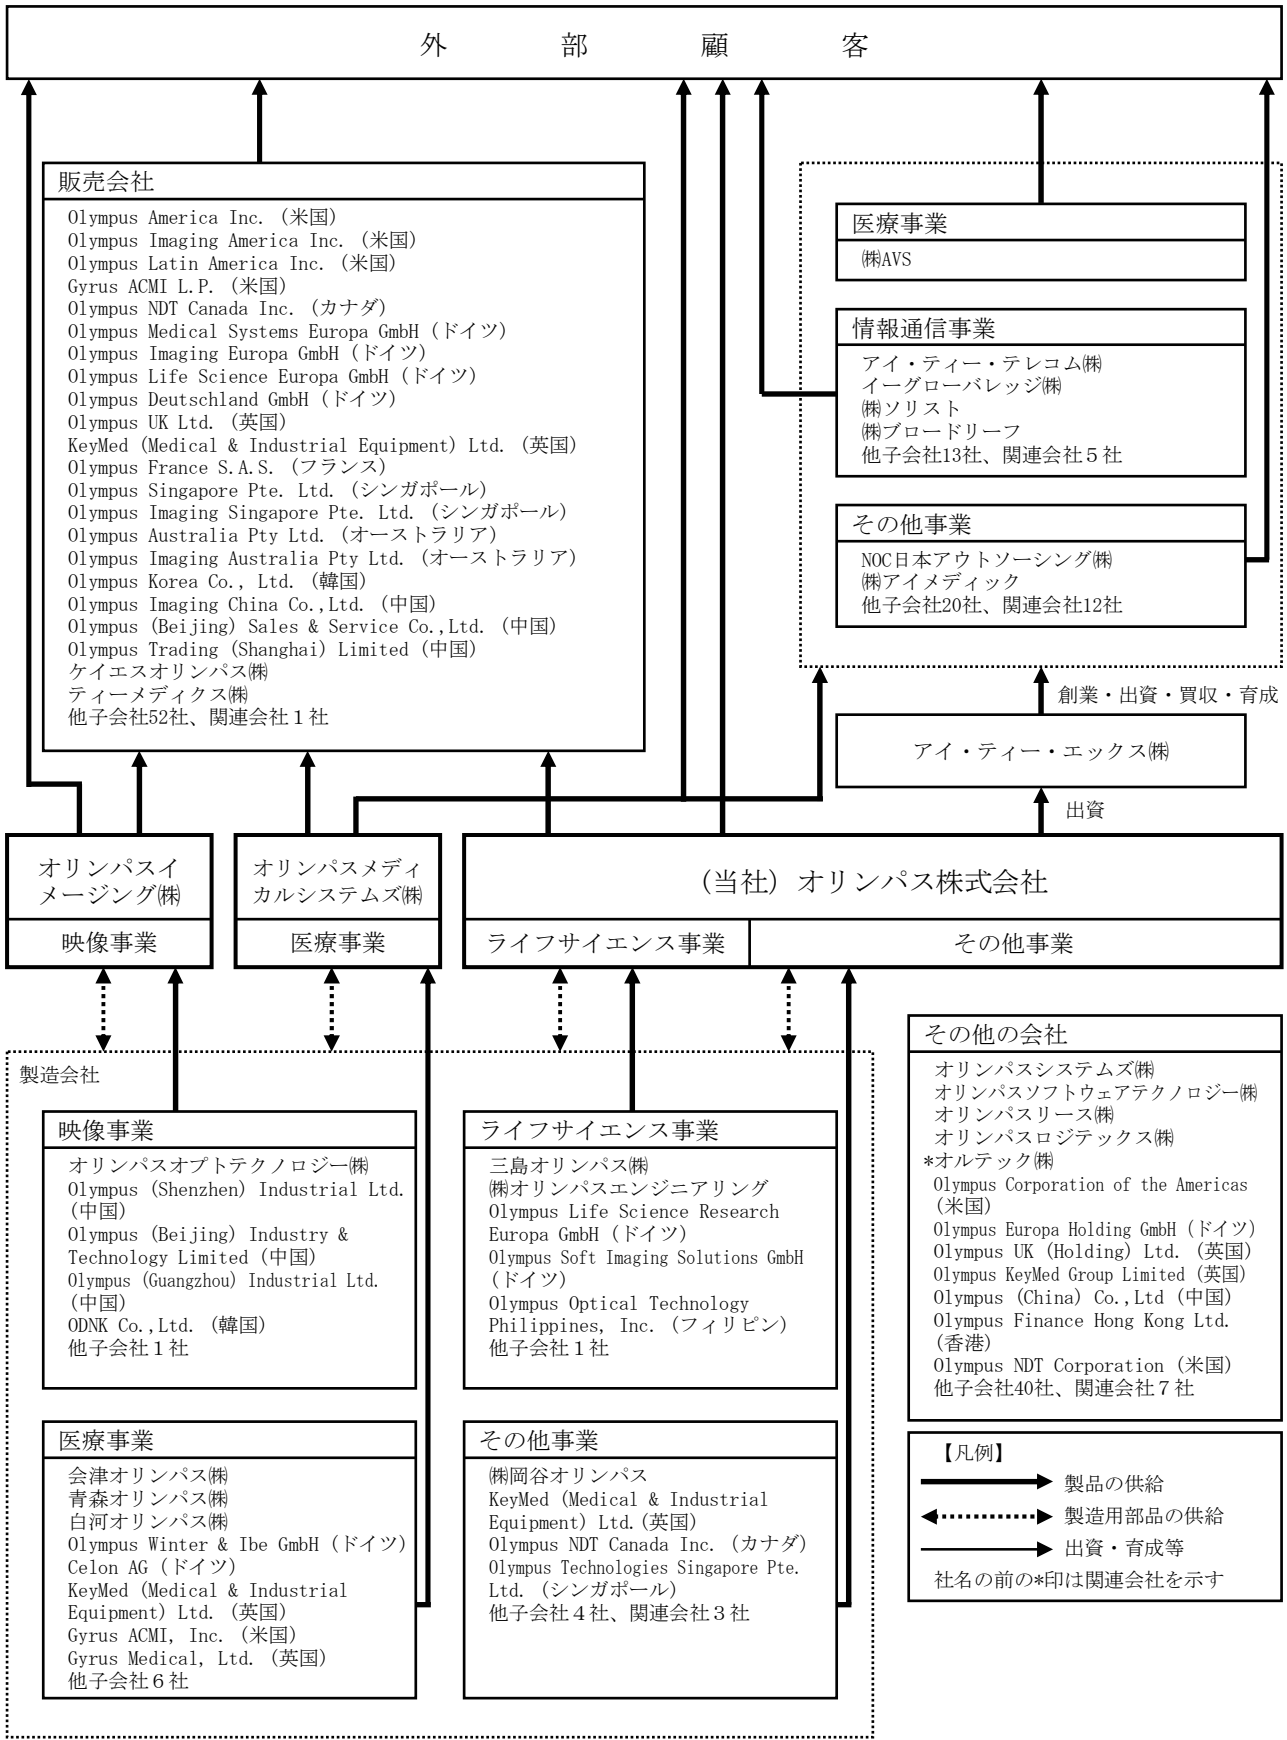 外部顧客
販売会社
Olympus America Inc.（米国）
Olympus Imaging America Inc.（米国）
Olympus Latin America Inc.（米国）
Gyrus ACMI L.P.（米国）
Olympus NDT Canada Inc.（カナダ）
Olympus Medical Systems Europa GmbH（ドイツ）
Olympus Imaging Europa GmbH（ドイツ）
Olympus Life Science Europa GmbH（ドイツ）
Olympus Deutschland GmbH（ドイツ）
Olympus UK Ltd.（英国）
KeyMed (Medical & Industrial Equipment) Ltd.（英国）
Olympus France S.A.S.（フランス）
Olympus Singapore Pte. Ltd.（シンガポール）
Olympus Imaging Singapore Pte. Ltd.（シンガポール）
Olympus Australia Pty Ltd.（オーストラリア）
Olympus Imaging Australia Pty Ltd.（オーストラリア）
Olympus Korea Co., Ltd.（韓国）
Olympus Imaging China Co.,Ltd.（中国）
Olympus (Beijing) Sales & Service Co.,Ltd.（中国）
Olympus Trading (Shanghai) Limited（中国）
ケイエスオリンパス㈱
ティーメディクス㈱
他子会社52社、関連会社１社
医療事業
㈱AVS
情報通信事業
アイ・ティー・テレコム㈱
イーグローバレッジ㈱
㈱ソリスト
㈱ブロードリーフ
他子会社13社、関連会社５社
その他事業
NOC日本アウトソーシング㈱
㈱アイメディック
他子会社20社、関連会社12社
創業・出資・買収・育成
アイ・ティー・エックス㈱
出資
オリンパスイ
メージング㈱
映像事業
オリンパスメディ
カルシステムズ㈱
医療事業
（当社）オリンパス株式会社
ライフサイエンス事業
その他事業
製造会社
映像事業
オリンパスオプトテクノロジー㈱
Olympus (Shenzhen) Industrial Ltd.
（中国）
Olympus (Beijing) Industry &
Technology Limited（中国）
Olympus (Guangzhou) Industrial Ltd.
（中国）
ODNK Co.,Ltd.（韓国）
他子会社１社
ライフサイエンス事業
三島オリンパス㈱
㈱オリンパスエンジニアリング
Olympus Life Science Research
Europa GmbH（ドイツ）
Olympus Soft Imaging Solutions GmbH
（ドイツ）
Olympus Optical Technology
Philippines, Inc.（フィリピン）
他子会社１社
医療事業
会津オリンパス㈱
青森オリンパス㈱
白河オリンパス㈱
Olympus Winter & Ibe GmbH（ドイツ）
Celon AG（ドイツ）
KeyMed (Medical & Industrial
Equipment) Ltd.（英国）
Gyrus ACMI, Inc.（米国）
Gyrus Medical, Ltd.（英国）
他子会社６社
その他事業
㈱岡谷オリンパス
KeyMed (Medical & Industrial
Equipment) Ltd.(英国）
Olympus NDT Canada Inc.（カナダ）
Olympus Technologies Singapore Pte.
Ltd.（シンガポール）
他子会社４社、関連会社３社
その他の会社
オリンパスシステムズ㈱
オリンパスソフトウェアテクノロジー㈱
オリンパスリース㈱
オリンパスロジテックス㈱
*オルテック㈱
Olympus Corporation of the Americas
（米国）
Olympus Europa Holding GmbH（ドイツ）
Olympus UK (Holding) Ltd.（英国）
Olympus KeyMed Group Limited（英国）
Olympus (China) Co.,Ltd（中国）
Olympus Finance Hong Kong Ltd.
（香港）
Olympus NDT Corporation（米国）
他子会社40社、関連会社７社
【凡例】
製品の供給
製造用部品の供給
出資・育成等
社名の前の*印は関連会社を示す